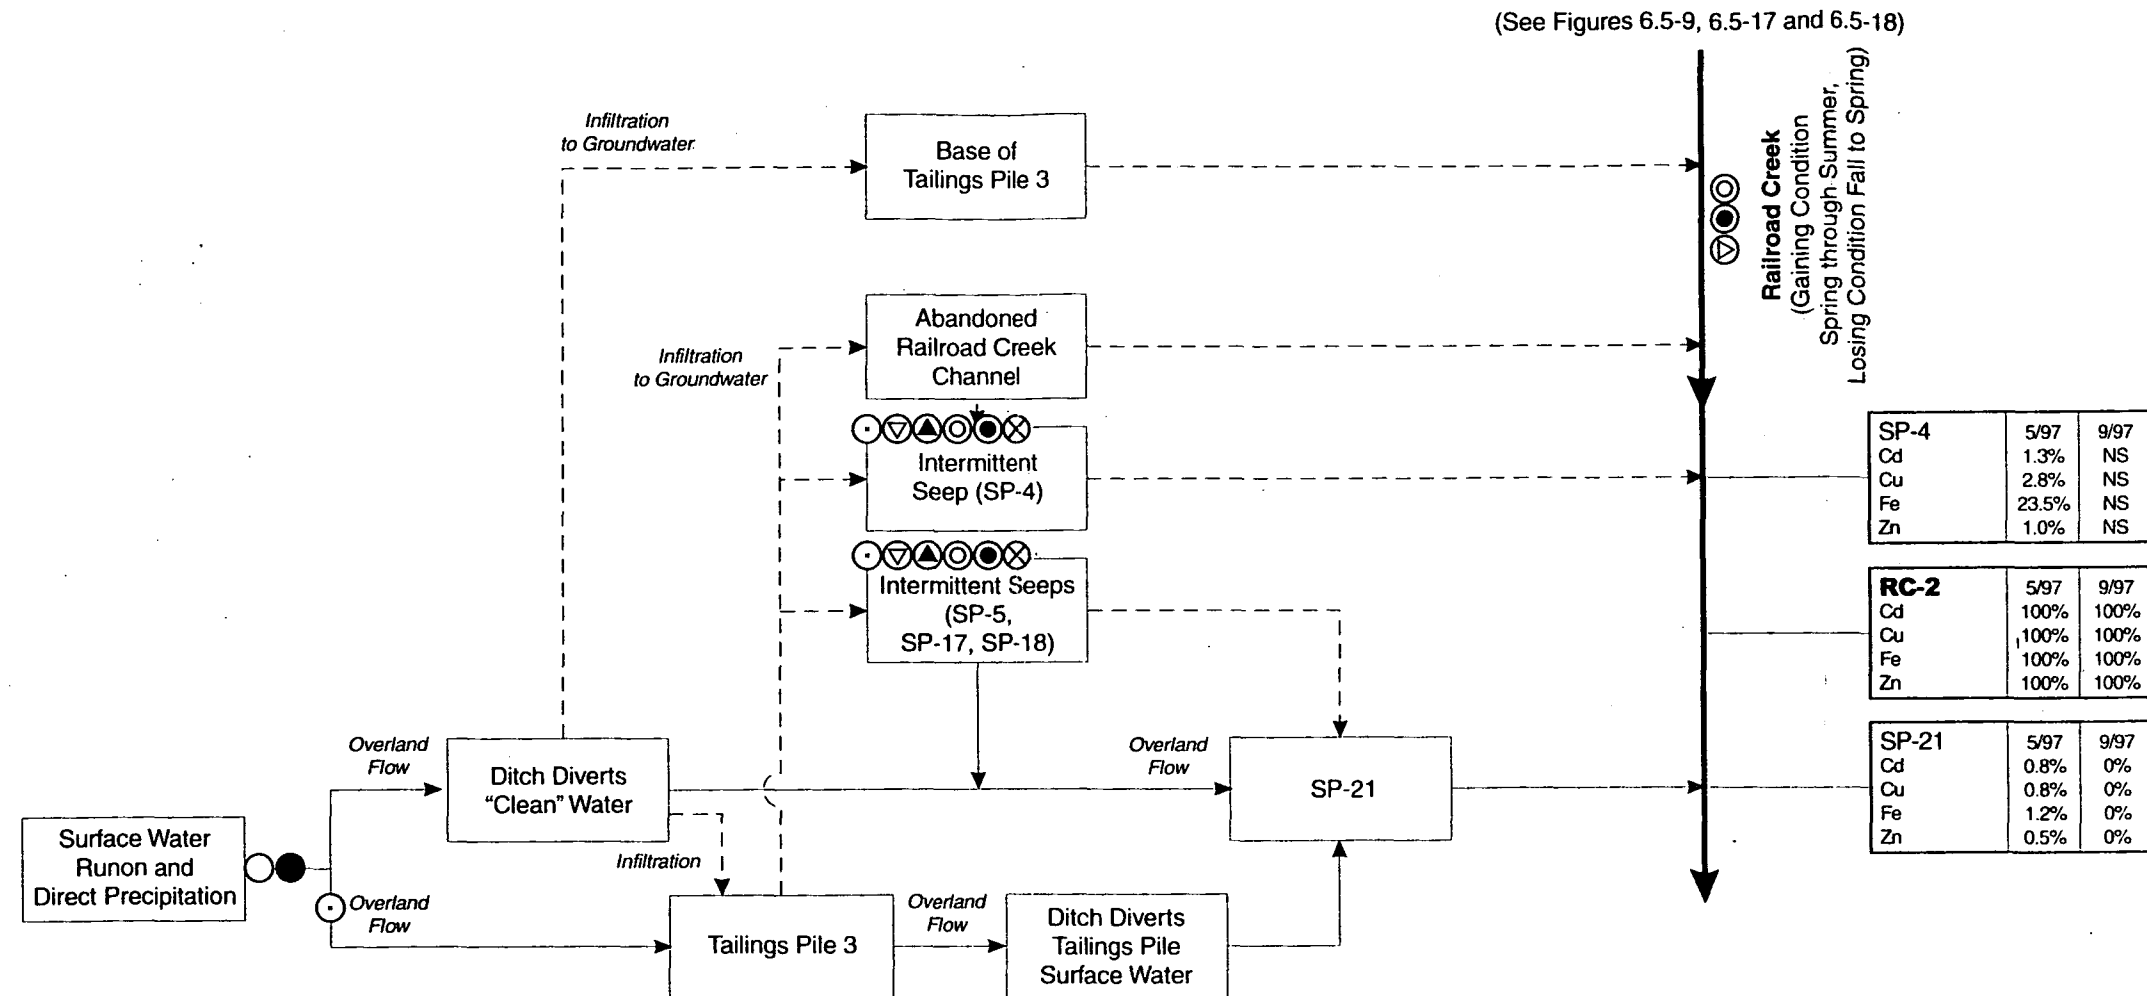 (See Figures 6.5-9, 6.5-17 and 6.5-18)
Infiltration
to Groundwater
Base of
Tailings Pile 3
Railroad Creek
(Gaining Condition
Spring through Summer,
Losing Condition Fall to Spring)
Infiltration
to Groundwater
Abandoned
Railroad Creek
Channel
Intermittent
Seep (SP-4)
SP-4 5/97 9/97
Cd 1.3% NS
Cu 2.8% NS
Fe 23.5% NS
Zn 1.0% NS
Intermittent Seeps
(SP-5,
SP-17, SP-18)
RC-2 5/97 9/97
Cd 100% 100%
Cu 100% 100%
Fe 100% 100%
Zn 100% 100%
Overland
Flow
Ditch Diverts
“Clean” Water
Overland
Flow
SP-21
SP-21 5/97 9/97
Cd 0.8% 0%
Cu 0.8% 0%
Fe 1.2% 0%
Zn 0.5% 0%
Surface Water
Runon and
Direct Precipitation
Infiltration
Overland
Flow
Tailings Pile 3
Overland
Flow
Ditch Diverts
Tailings Pile
Surface Water